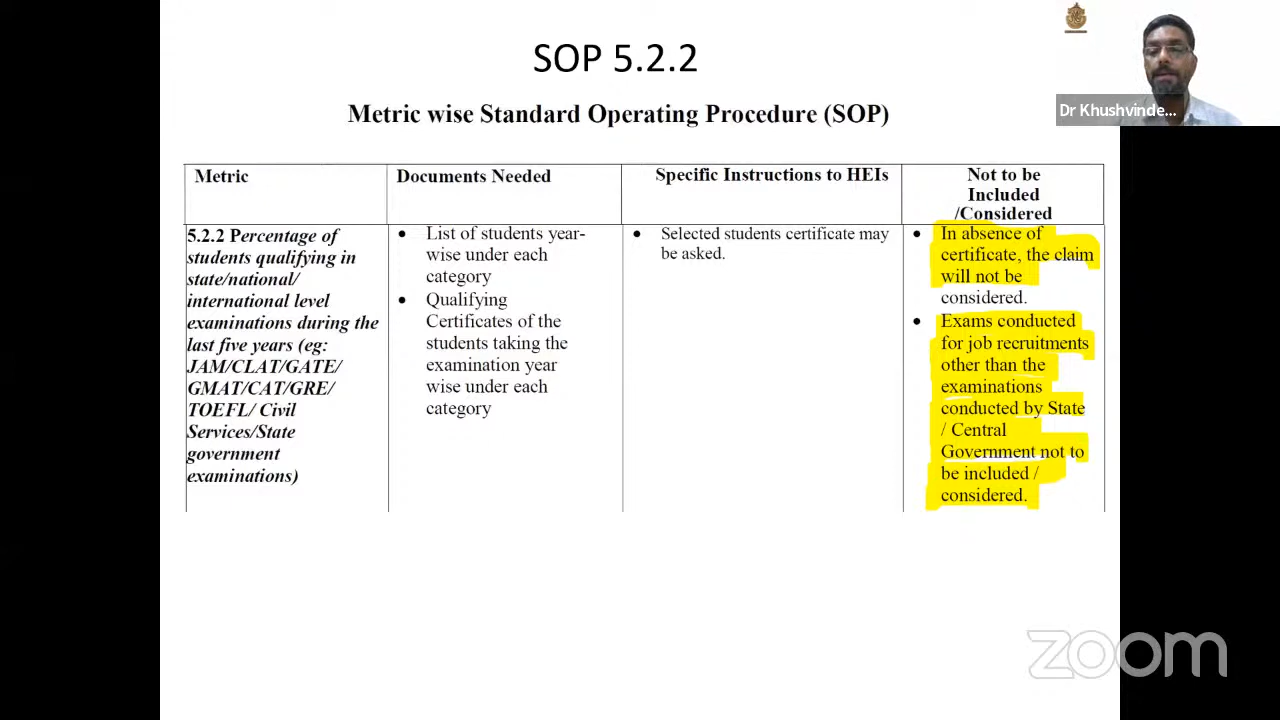 SOP 5.2.2
Dr Khushvinde...
Metric wise Standard Operating Procedure (SOP)
Metric
Documents Needed
Specific Instructions to HEIs
Not to be
Included
/Considered
5.2.2 Percentage of
students qualifying in
state/national/
international level
examinations during the
last five years (eg:
JAM/CLAT/GATE/
GMAT/CAT/GRE/
TOEFL/ Civil
Services/State
government
examinations)
• List of students year-
wise under each
category
• Qualifying
Certificates of the
students taking the
examination year
wise under each
category
• Selected students certificate may
be asked.
• In absence of
certificate, the claim
will not be
considered.
• Exams conducted
for job recruitments
other than the
examinations
conducted by State
/ Central
Government not to
be included /
considered.
zoom